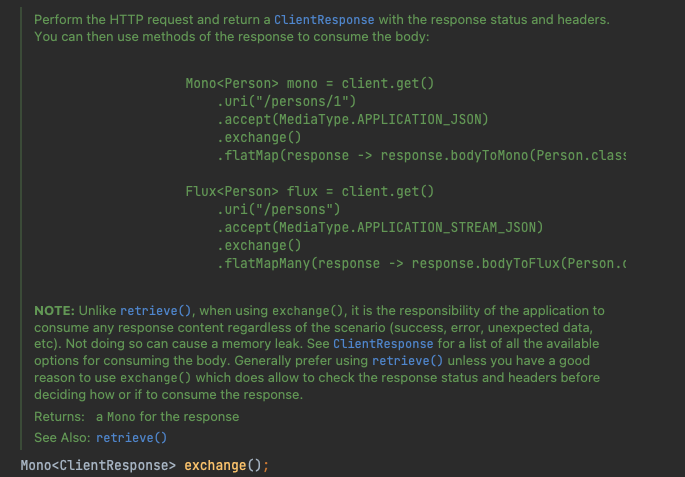 Perform the HTTP request and return a ClientResponse with the response status and headers.
You can then use methods of the response to consume the body:
Mono<Person> mono = client.get()
.uri("/persons/1")
.accept(MediaType.APPLICATION_JSON)
.exchange()
.flatMap(response -> response.bodyToMono(Person.class
Flux<Person> flux = client.get()
.uri("/persons")
.accept(MediaType.APPLICATION_STREAM_JSON)
.exchange()
.flatMapMany(response -> response.bodyToFlux(Person.c
NOTE: Unlike retrieve(), when using exchange(), it is the responsibility of the application to
consume any response content regardless of the scenario (success, error, unexpected data,
etc). Not doing so can cause a memory leak. See ClientResponse for a list of all the available
options for consuming the body. Generally prefer using retrieve() unless you have a good
reason to use exchange() which does allow to check the response status and headers before
deciding how or if to consume the response.
Returns: a Mono for the response
See Also: retrieve()
Mono<ClientResponse> exchange();